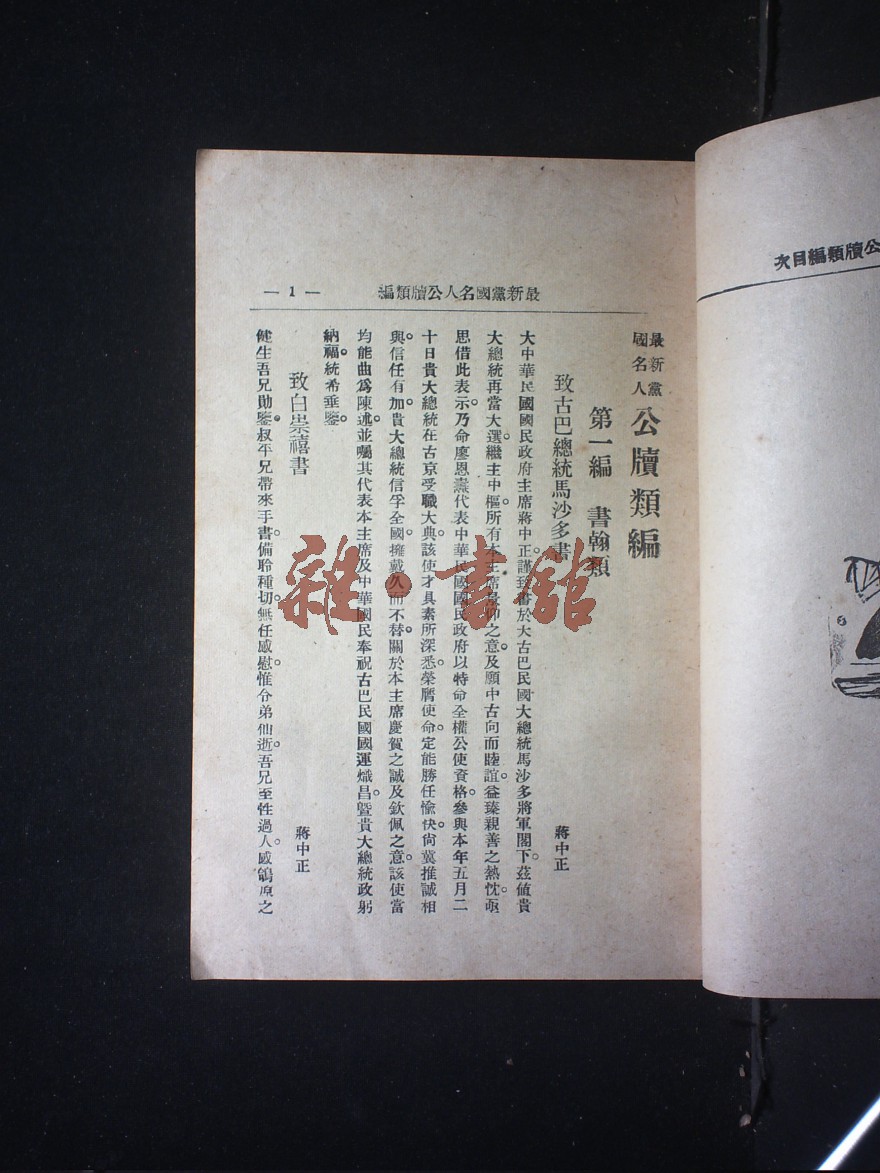 最新黨國名人公牘類編
— 1 —
最新黨
國名人
公牘類編
第一編 書翰類
致古巴總統馬沙多書
蔣中正
大中華民國國民政府主席蔣中正。謹致書於大古巴民國大總統馬沙多將軍閣下。茲値貴
大總統再當大選。繼主中樞。所有本主席景仰之意。及願中古向而睦誼。益臻親善之熱忱。亟
思借此表示。乃命廖恩燾代表中華民國國民政府以特命全權公使資格。參與本年五月二
十日貴大總統在古京受職大典。該使才具素所深悉。榮膺使命。定能勝任愉快。尙冀推誠相
與。信任有加。貴大總統信孚全國。擁戴久而不替。關於本主席慶賀之誠。及欽佩之意。該使當
均能曲爲陳述。並囑其代表本主席及中華國民奉祝古巴民國國運熾昌。曁貴大總統政躬
納福。統希垂鑒。
致白崇禧書
蔣中正
健生吾兄勛鑒。叔平兄帶來手書。備聆種切。無任感慰。惟令弟仙逝。吾兄至性過人。感鴒原之
公牘類編目次
雜·書館